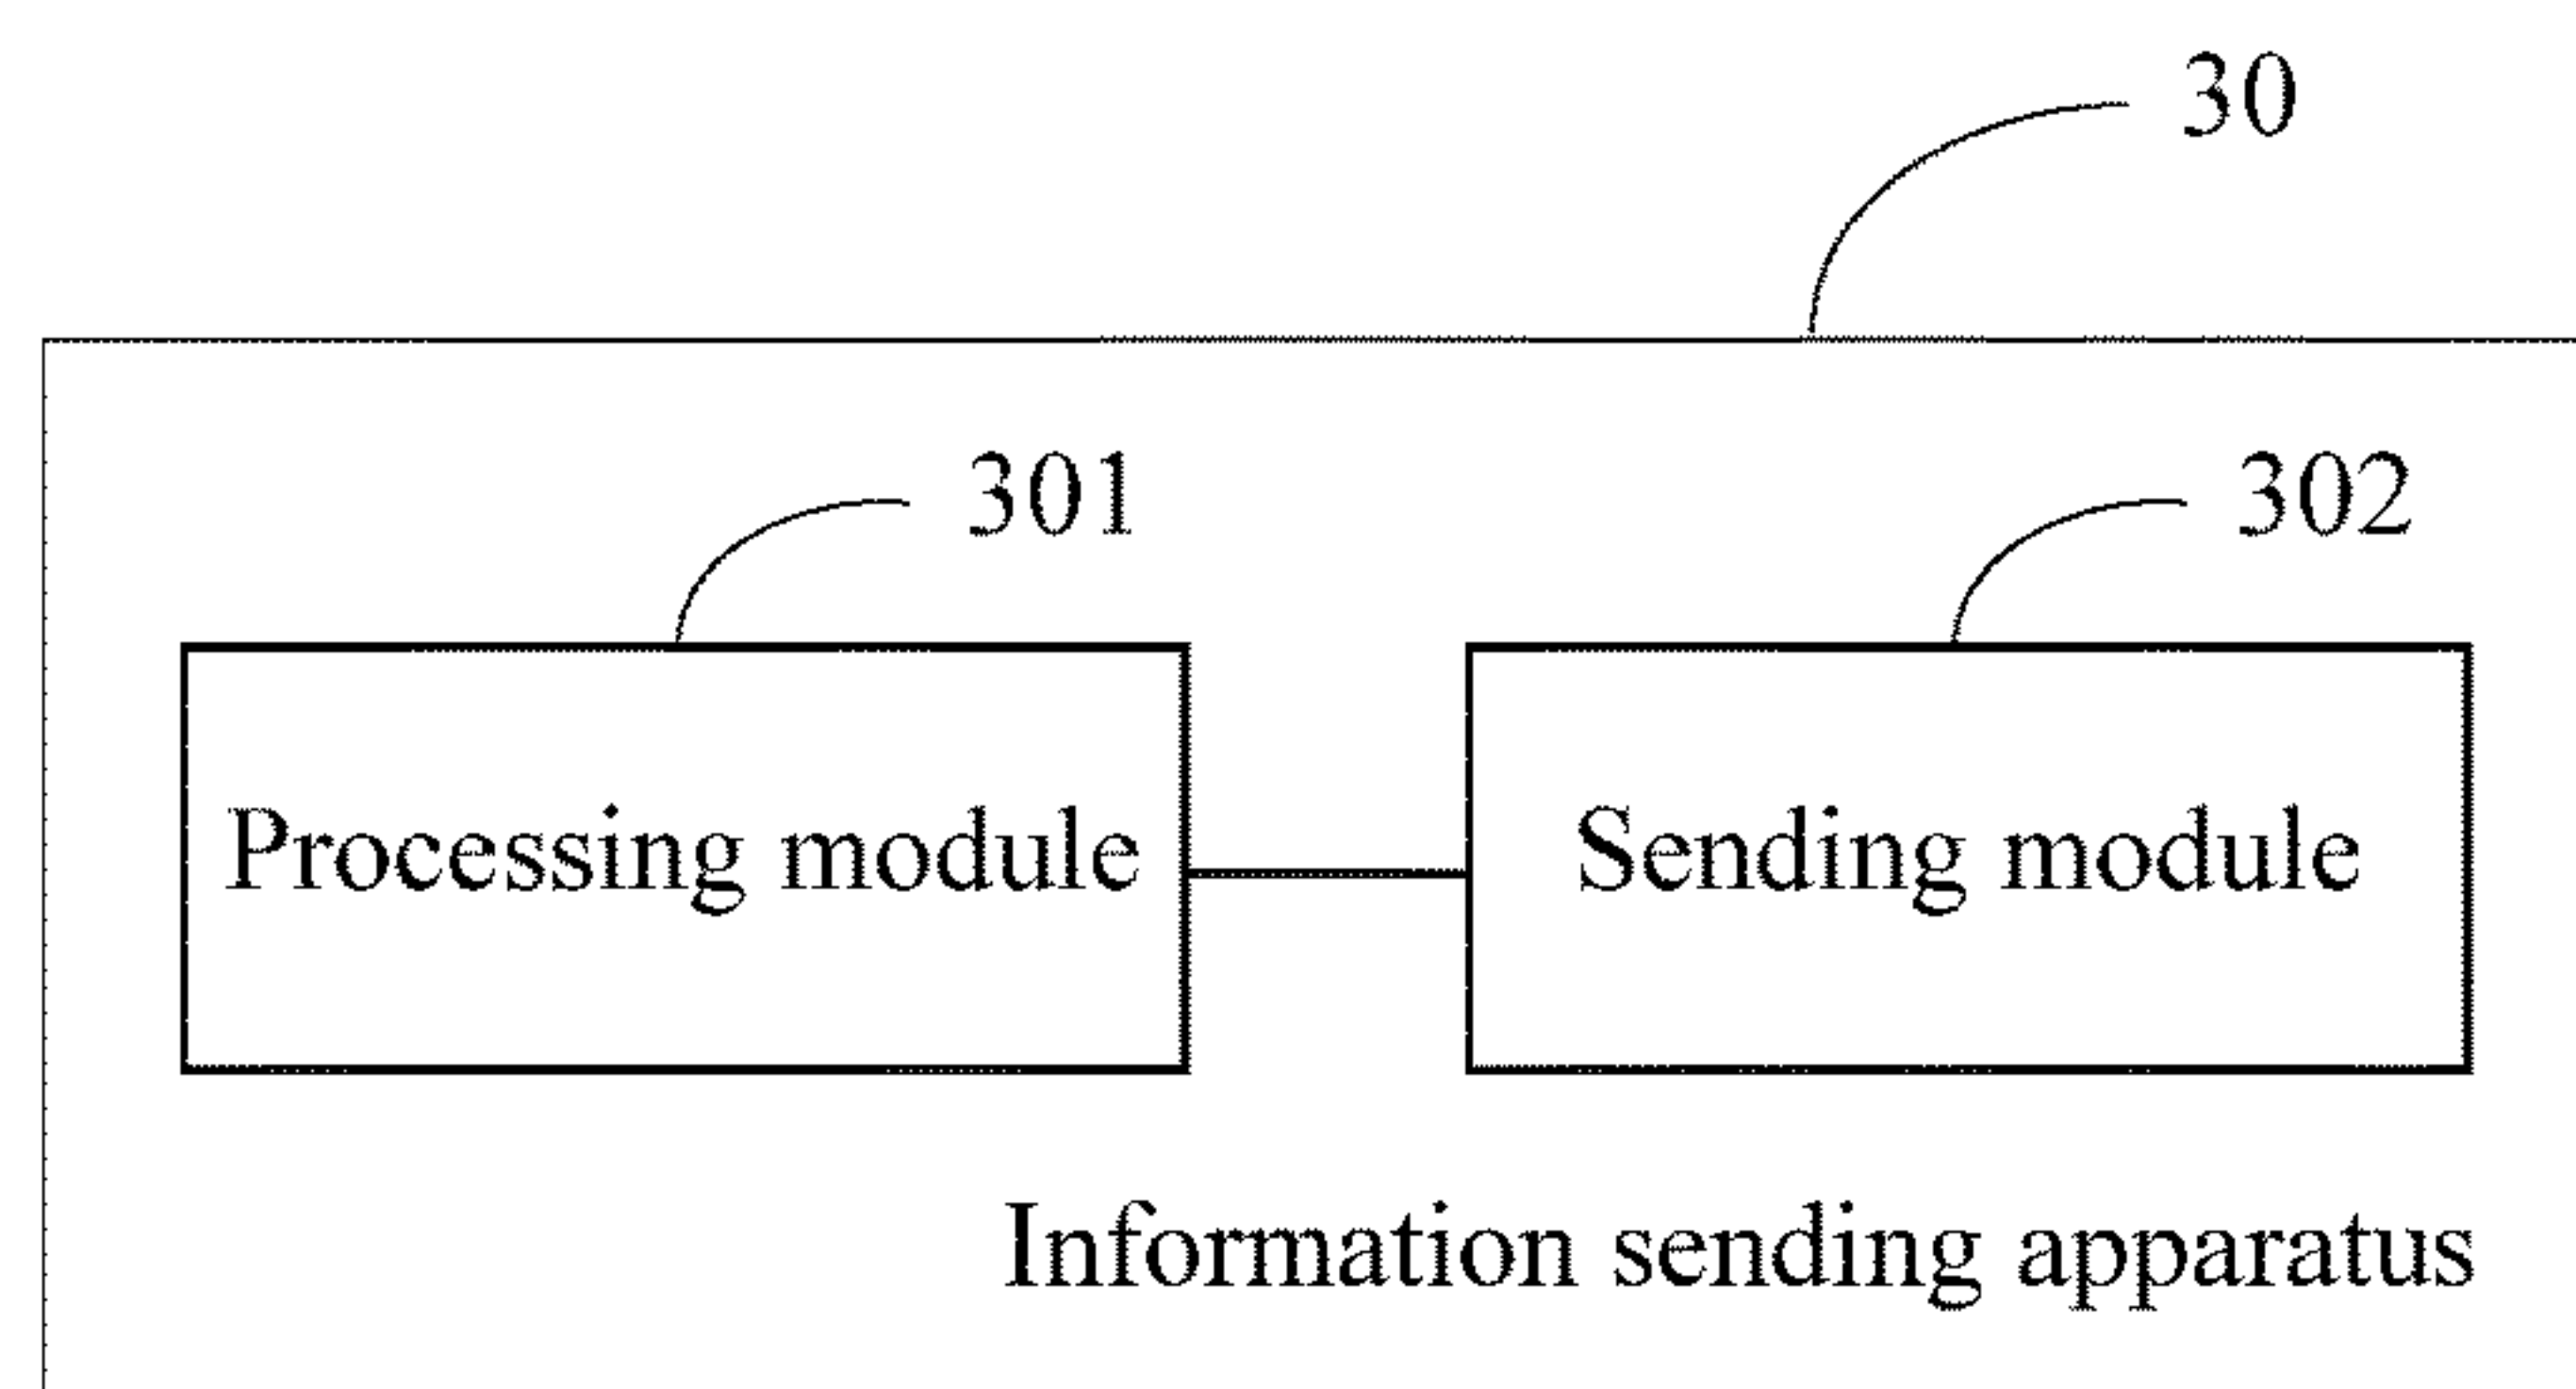 30
301
302
Processing module
Sending module
Information sending apparatus